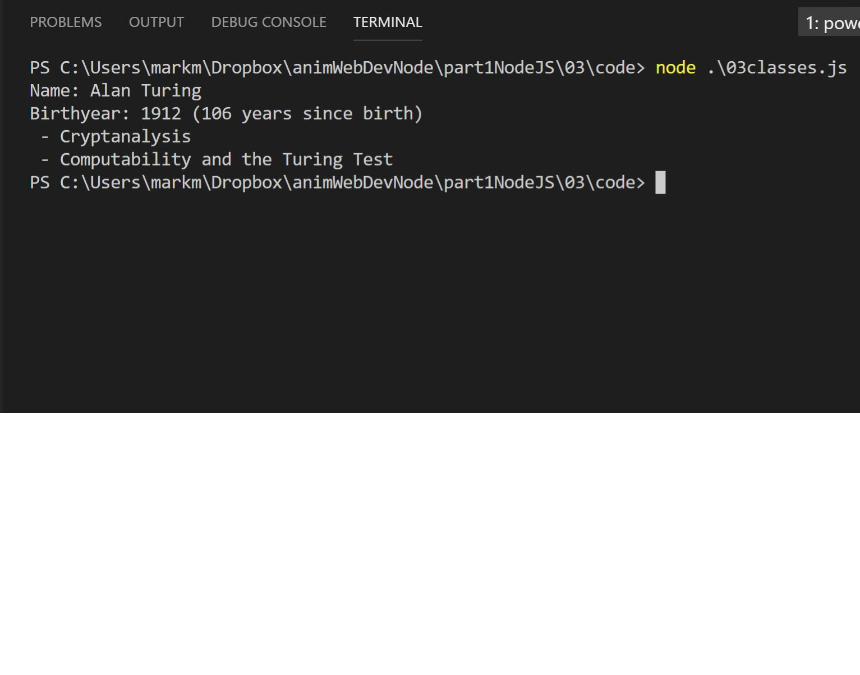 PROBLEMS OUTPUT DEBUG CONSOLE TERMINAL 1: powe
PS C:\Users\markm\Dropbox\animWebDevNode\part1NodeJS\03\code> node .\03classes.js
Name: Alan Turing
Birthyear: 1912 (106 years since birth)
- Cryptanalysis
- Computability and the Turing Test
PS C:\Users\markm\Dropbox\animWebDevNode\part1NodeJS\03\code>